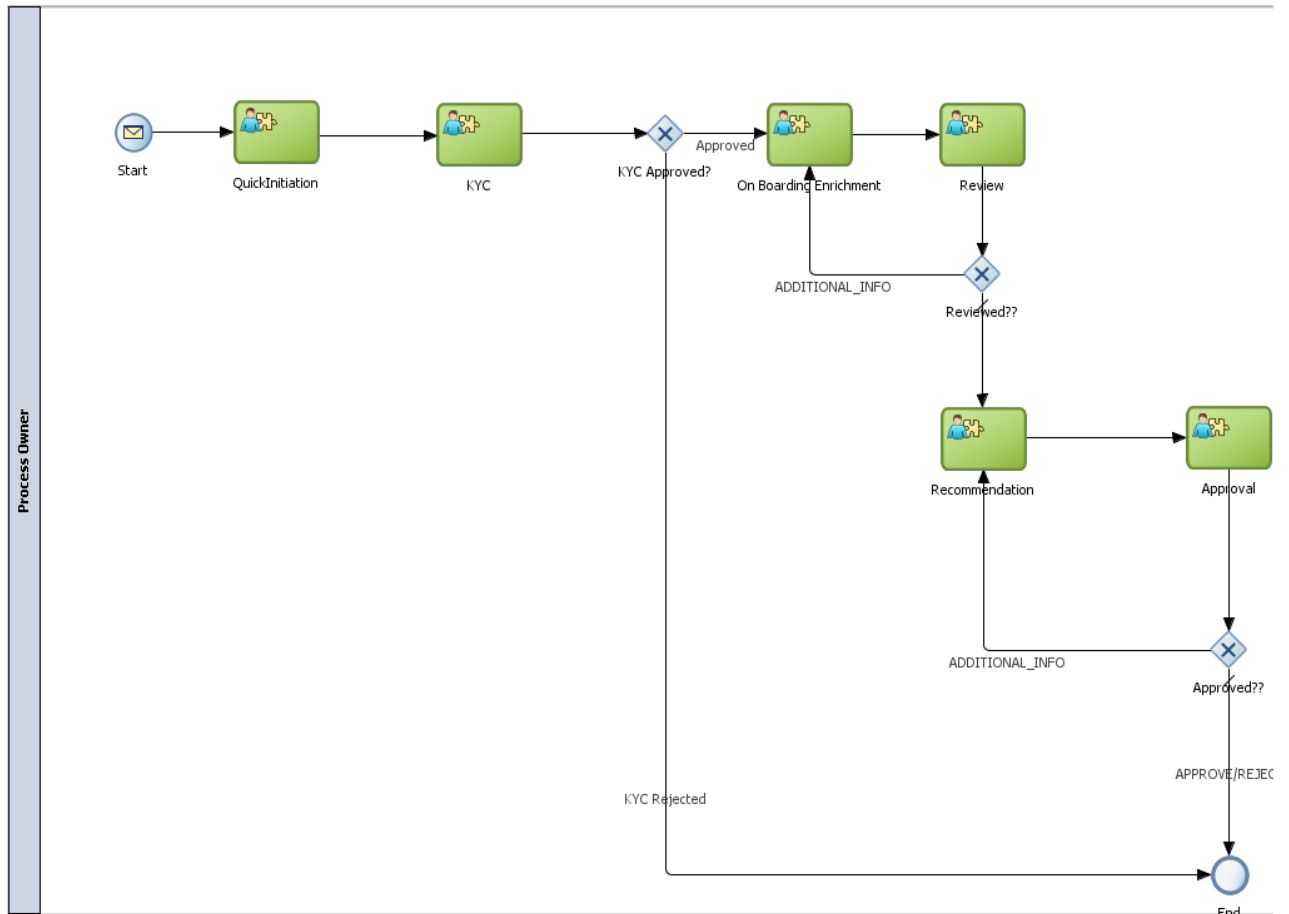 Process Owner
Start
QuickInitiation
KYC
KYC Approved?
Approved
On Boarding Enrichment
Review
ADDITIONAL_INFO
Reviewed??
Recommendation
Approval
ADDITIONAL_INFO
Approved??
APPROVE/REJEC
KYC Rejected
End